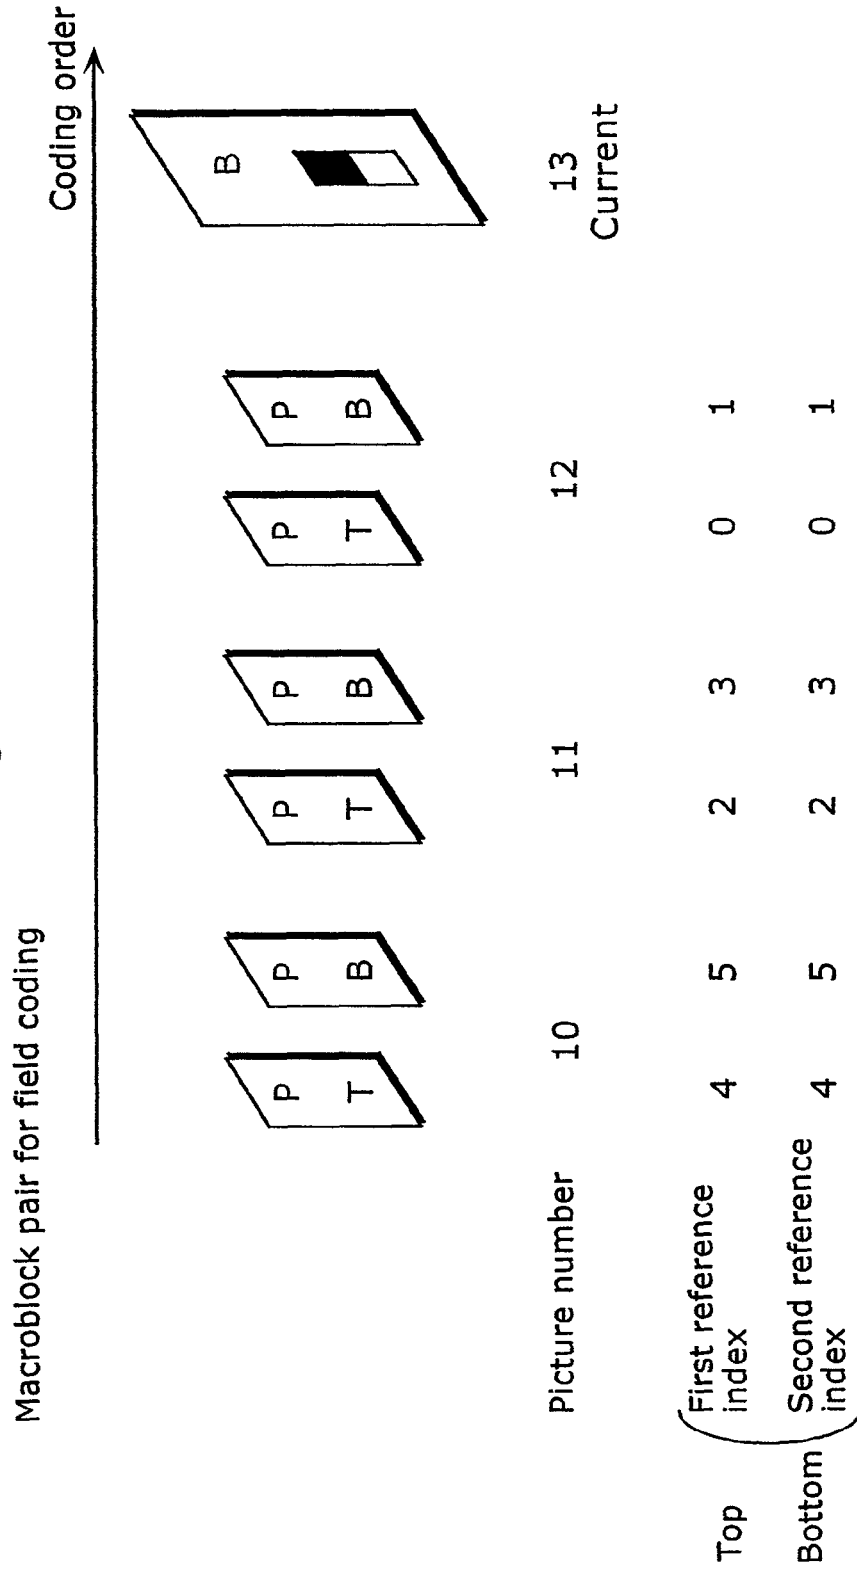 Macroblock pair for field coding
Coding order
P P P P P P B
T B T B T B
Picture number 10 11 12 13
Current
Top First reference index 4 5 2 3 0 1
Bottom Second reference index 4 5 2 3 0 1